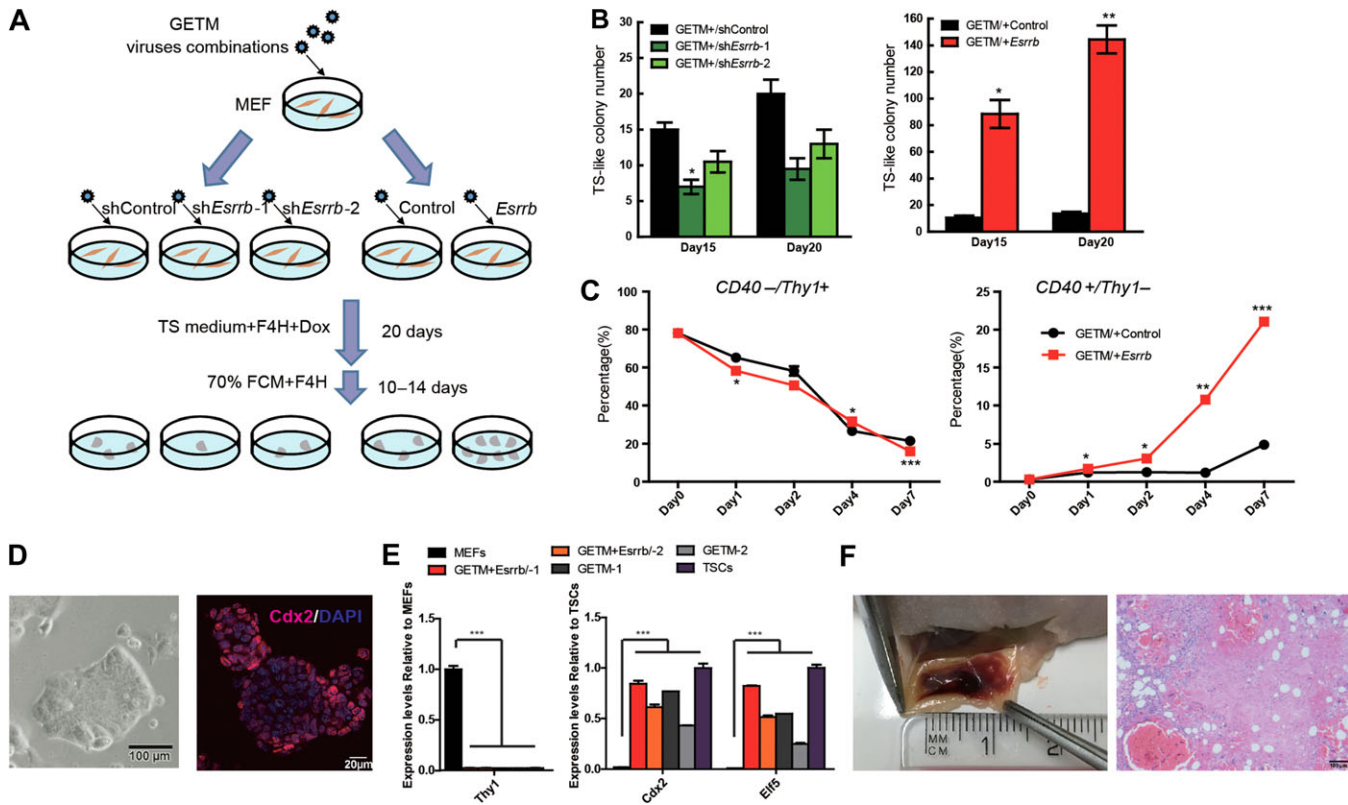 A
GETM
viruses combinations
MEF
shControl shEsrrb-1 shEsrrb-2 Control Esrrb
TS medium+F4H+Dox 20 days
70% FCM+F4H 10–14 days
B
GETM+/shControl
GETM+/shEsrrb-1
GETM+/shEsrrb-2
TS-like colony number
30
25
20
15
10
5
0
*
Day15 Day20
GETM/+Control
GETM/+Esrrb
TS-like colony number
160
140
120
100
80
60
40
20
0
*
**
Day15 Day20
C
CD40 –/Thy1+
Percentage(%)
100
80
60
40
20
0
*
*
***
Day0 Day1 Day2 Day4 Day7
CD40 +/Thy1–
GETM/+Control
GETM/+Esrrb
Percentage(%)
25
20
15
10
5
0
*
*
**
***
Day0 Day1 Day2 Day4 Day7
D
100 µm
Cdx2/DAPI
20µm
E
MEFs GETM+Esrrb/-2 GETM-2
GETM+Esrrb/-1 GETM-1 TSCs
Expression levels Relative to MEFs
1.5
1.0
0.5
0.0
***
Thy1
Expression levels Relative to TSCs
1.5
1.0
0.5
0.0
***
***
Cdx2 Elf5
F
MM
CM
1
2
100µm